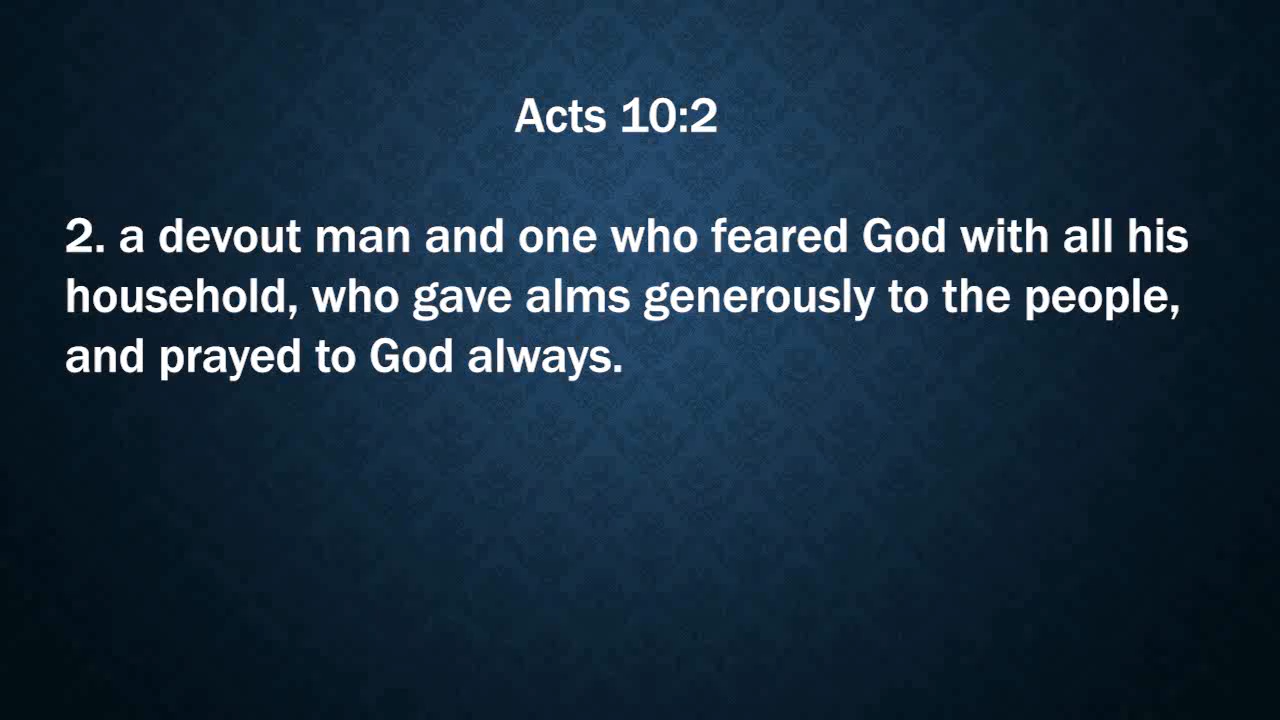 Acts 10:2
2. a devout man and one who feared God with all his
household, who gave alms generously to the people,
and prayed to God always.